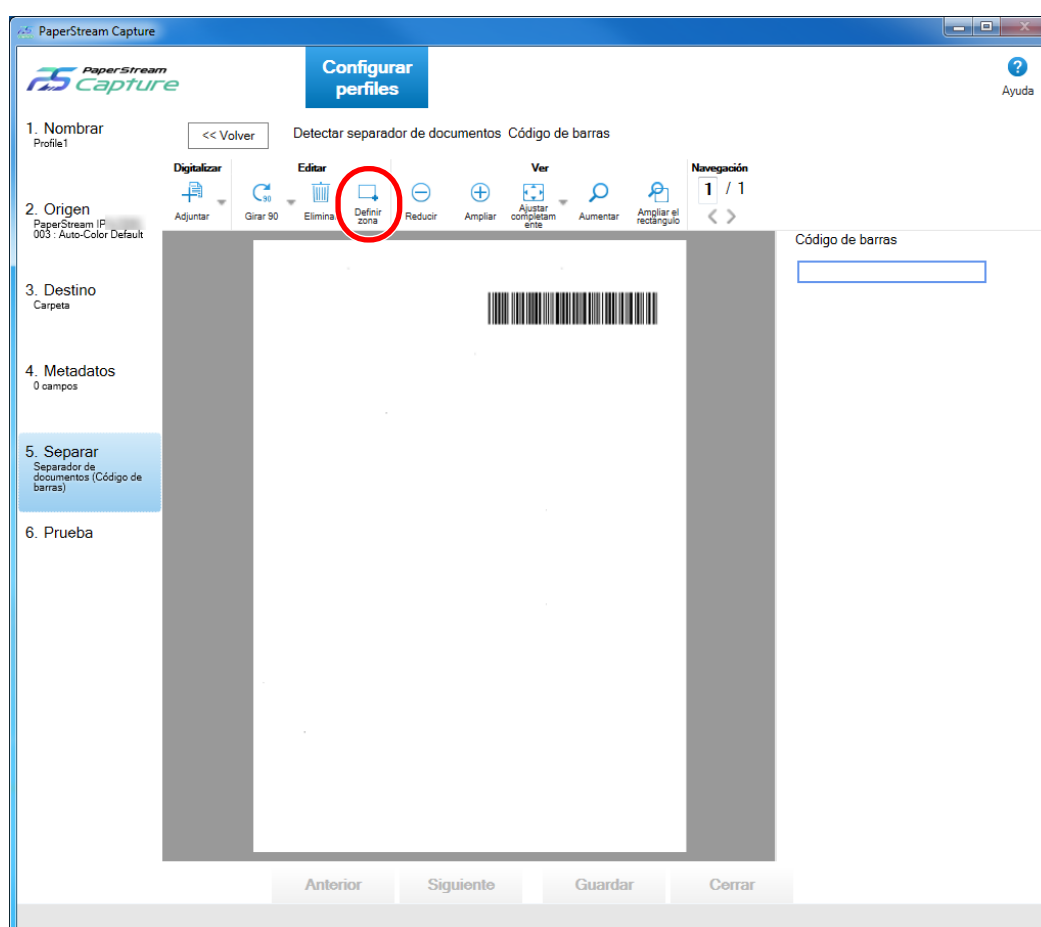 PaperStream Capture
PaperStream
Capture
Configurar
perfiles
Ayuda
1. Nombrar
Profile1
<< Volver
Detectar separador de documentos Código de barras
Digitalizar
Editar
Ver
Navegación
90
1 / 1
Adjuntar
Girar 90
Elimina
Definir
zona
Reducir
Ampliar
Ajustar
completam
ente
Aumentar
Ampliar el
rectángulo
2. Origen
PaperStream IP
003 : Auto-Color Default
Código de barras
3. Destino
Carpeta
4. Metadatos
0 campos
5. Separar
Separador de
documentos (Código de
barras)
6. Prueba
Anterior
Siguiente
Guardar
Cerrar